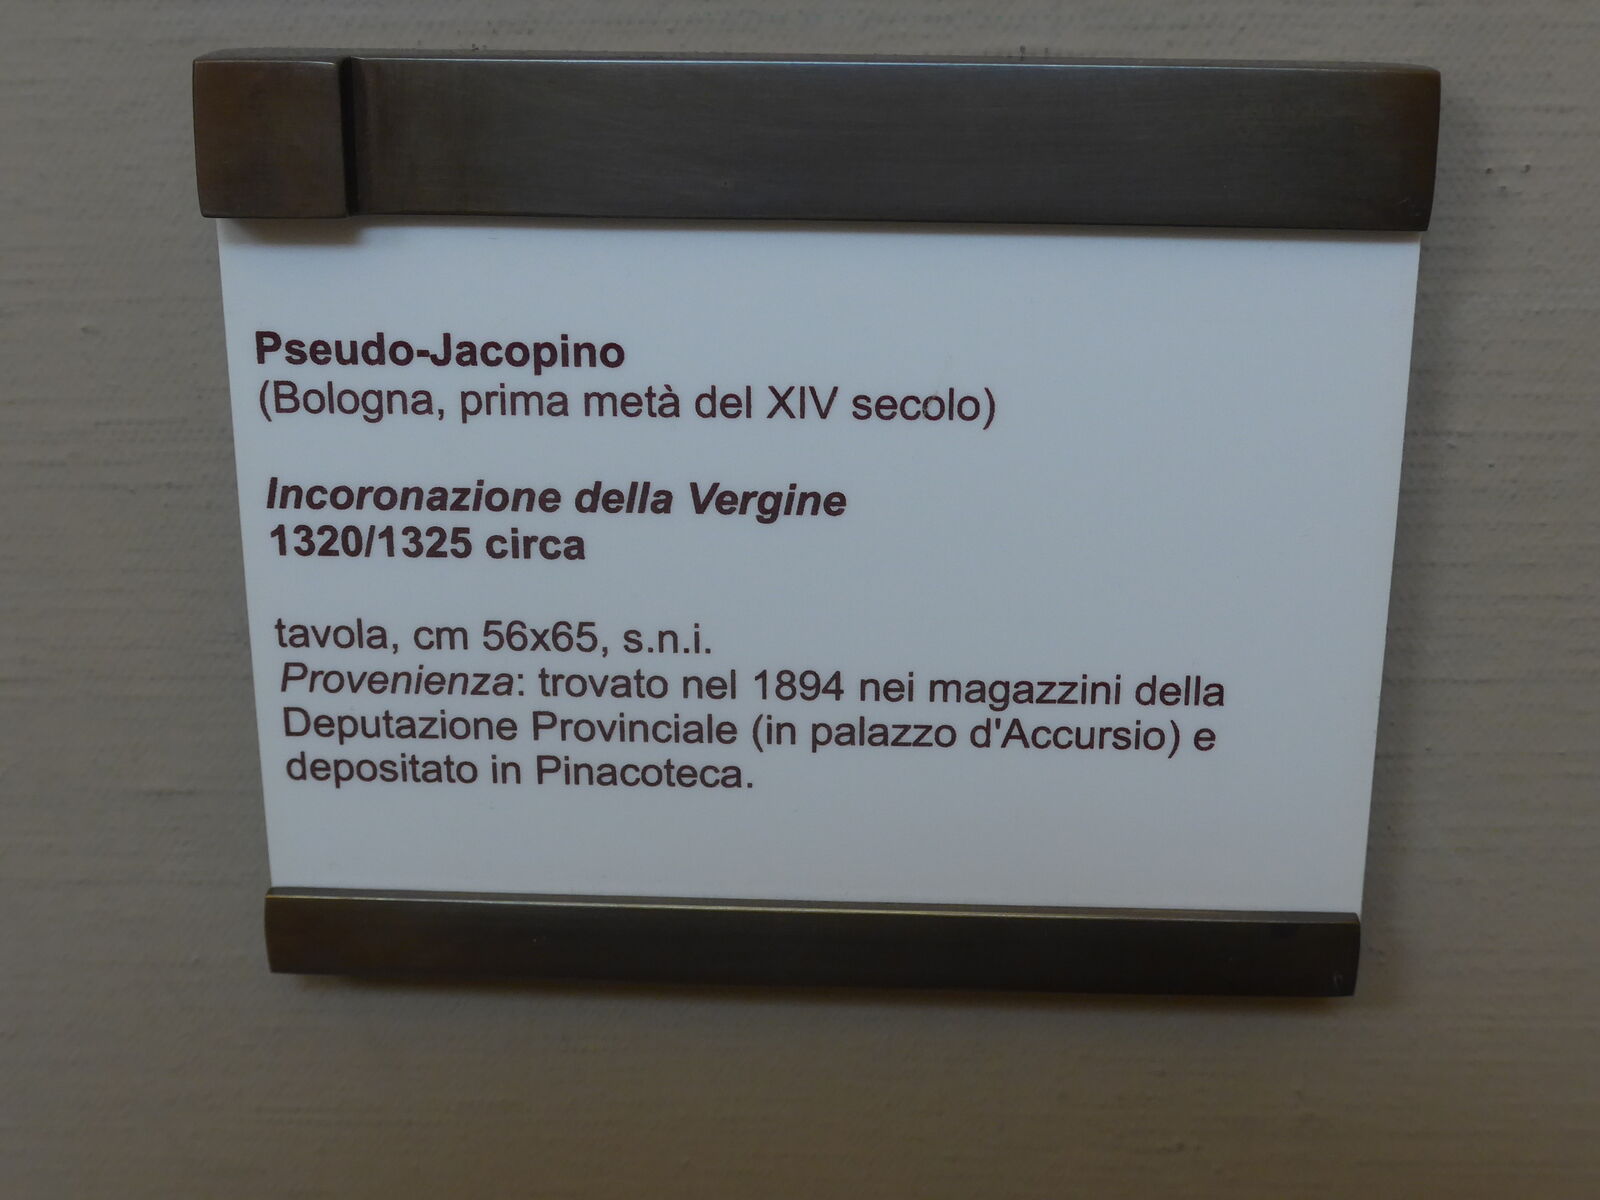 Pseudo-Jacopino
(Bologna, prima metà del XIV secolo)
Incoronazione della Vergine
1320/1325 circa
tavola, cm 56x65, s.n.i.
Provenienza: trovato nel 1894 nei magazzini della
Deputazione Provinciale (in palazzo d'Accursio) e
depositato in Pinacoteca.